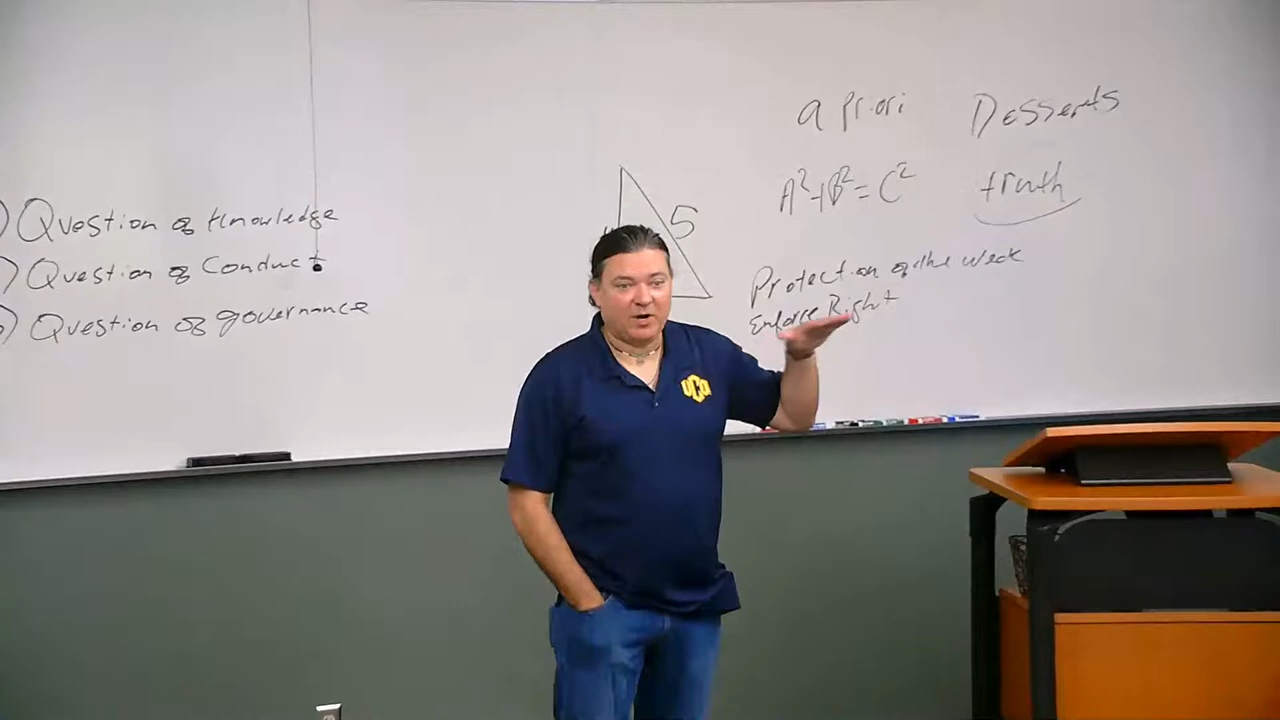 ) Question of Knowledge
) Question of Conduct
) Question of governance
5
a Priori
A²+B²=C²
Desserts
truth
Protection of the Weak
Enforce Right
UCO